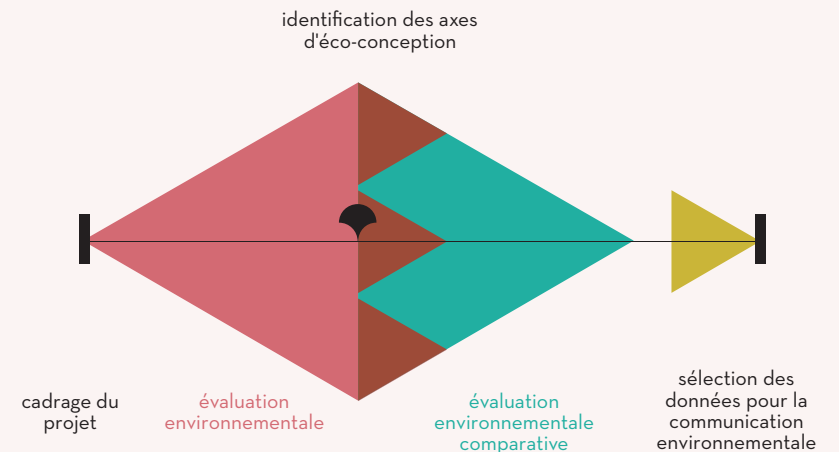 identification des axes
d'éco-conception
cadrage du
projet
évaluation
environnementale
évaluation
environnementale
comparative
sélection des
données pour la
communication
environnementale